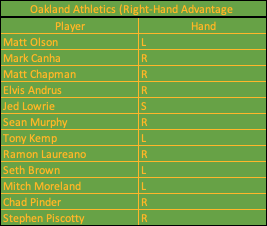 Oakland Athletics (Right-Hand Advantage
Player Hand
Matt Olson L
Mark Canha R
Matt Chapman R
Elvis Andrus R
Jed Lowrie S
Sean Murphy R
Tony Kemp L
Ramon Laureano R
Seth Brown L
Mitch Moreland L
Chad Pinder R
Stephen Piscotty R